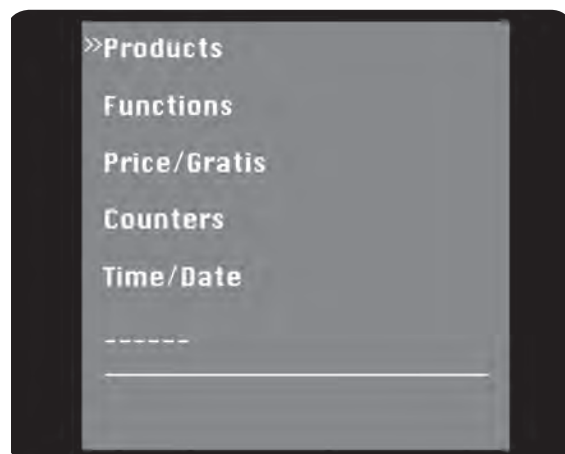 »Products
Functions
Price/Gratis
Counters
Time/Date
------